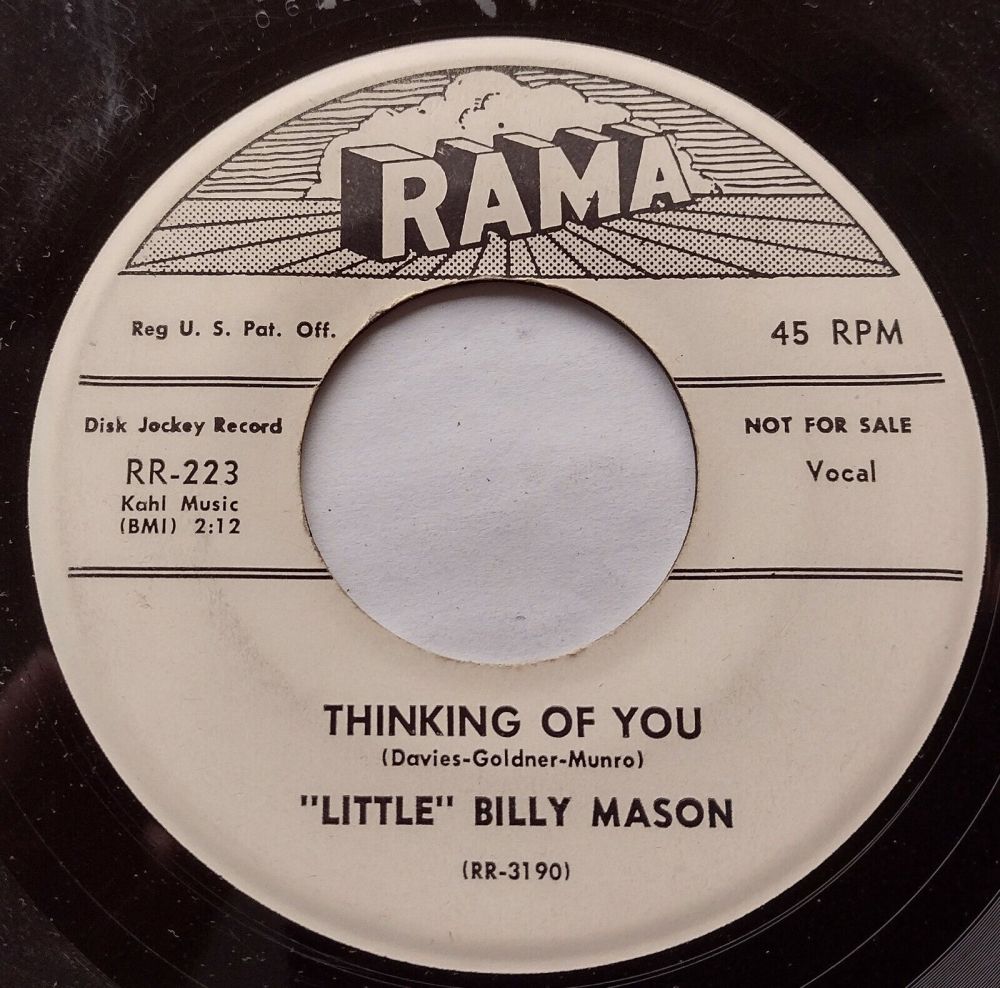 RAMA
Reg U. S. Pat. Off.
45 RPM
Disk Jockey Record
NOT FOR SALE
RR-223
Vocal
Kahl Music
(BMI) 2:12
THINKING OF YOU
(Davies-Goldner-Munro)
"LITTLE" BILLY MASON
(RR-3190)